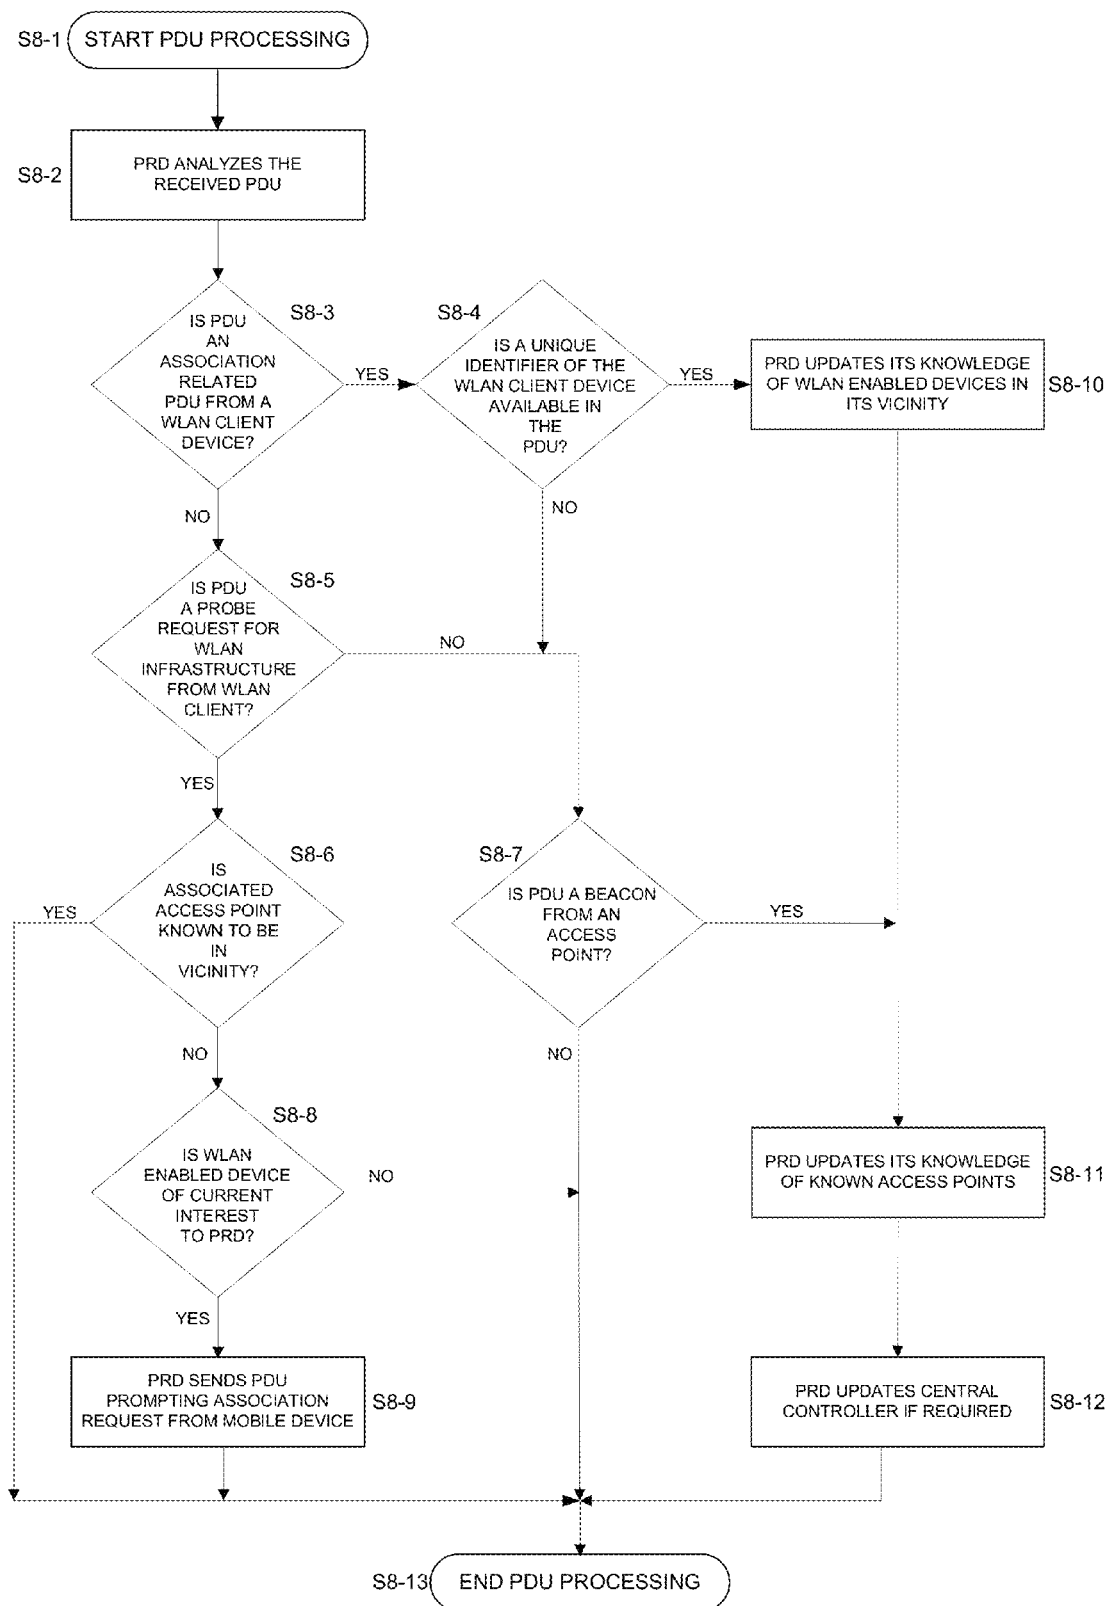 S8-1
START PDU PROCESSING
S8-2
PRD ANALYZES THE
RECEIVED PDU
S8-3
IS PDU
AN
ASSOCIATION
RELATED
PDU FROM A
WLAN CLIENT
DEVICE?
YES
NO
S8-4
IS A UNIQUE
IDENTIFIER OF THE
WLAN CLIENT DEVICE
AVAILABLE IN
THE
PDU?
YES
NO
PRD UPDATES ITS KNOWLEDGE
OF WLAN ENABLED DEVICES IN
ITS VICINITY
S8-10
S8-5
IS PDU
A PROBE
REQUEST FOR
WLAN
INFRASTRUCTURE
FROM WLAN
CLIENT?
NO
YES
S8-6
IS
ASSOCIATED
ACCESS POINT
KNOWN TO BE
IN
VICINITY?
YES
NO
S8-7
IS PDU A BEACON
FROM AN
ACCESS
POINT?
YES
NO
S8-8
IS WLAN
ENABLED DEVICE
OF CURRENT
INTEREST
TO PRD?
NO
YES
PRD UPDATES ITS KNOWLEDGE
OF KNOWN ACCESS POINTS
S8-11
PRD SENDS PDU
PROMPTING ASSOCIATION
REQUEST FROM MOBILE DEVICE
S8-9
PRD UPDATES CENTRAL
CONTROLLER IF REQUIRED
S8-12
S8-13
END PDU PROCESSING